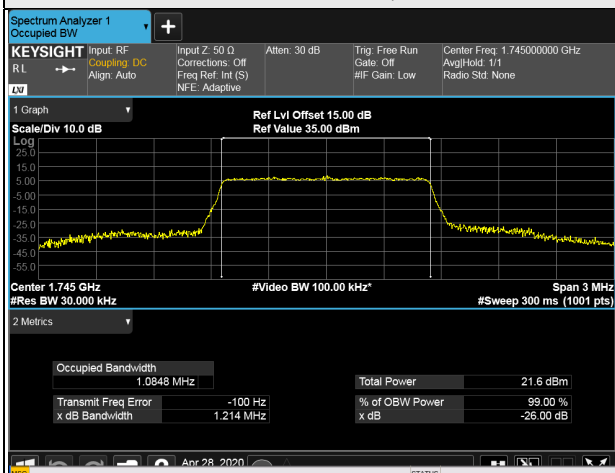 Spectrum Analyzer 1
Occupied BW
KEYSIGHT Input: RF Input Z: 50 Ω Atten: 30 dB Trig: Free Run Center Freq: 1.745000000 GHz
RL Coupling: DC Corrections: Off Gate: Off Avg|Hold: 1/1
Align: Auto Freq Ref: Int (S) #IF Gain: Low Radio Std: None
LXI NFE: Adaptive
1 Graph Ref Lvl Offset 15.00 dB
Scale/Div 10.0 dB Ref Value 35.00 dBm
Log
25.0
15.0
5.00
-5.00
-15.0
-25.0
-35.0
-45.0
-55.0
Center 1.745 GHz #Video BW 100.00 kHz* Span 3 MHz
#Res BW 30.000 kHz #Sweep 300 ms (1001 pts)
2 Metrics
Occupied Bandwidth
1.0848 MHz Total Power 21.6 dBm
Transmit Freq Error -100 Hz % of OBW Power 99.00 %
x dB Bandwidth 1.214 MHz x dB -26.00 dB
Apr 28, 2020
MSG STATUS